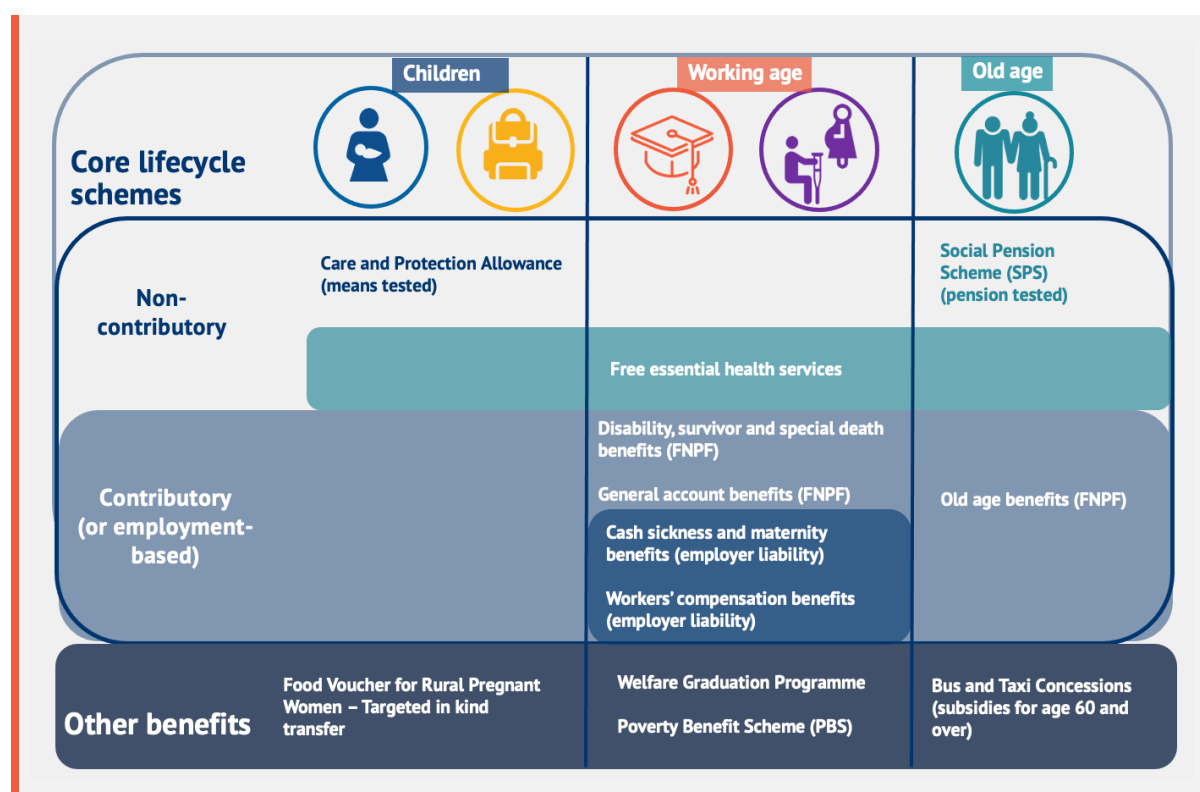 Children
Working age
Old age
Core lifecycle
schemes
Non-
contributory
Care and Protection Allowance
(means tested)
Social Pension
Scheme (SPS)
(pension tested)
Free essential health services
Contributory
(or employment-
based)
Disability, survivor and special death
benefits (FNPF)
General account benefits (FNPF)
Cash sickness and maternity
benefits (employer liability)
Workers’ compensation benefits
(employer liability)
Old age benefits (FNPF)
Other benefits
Food Voucher for Rural Pregnant
Women – Targeted in kind
transfer
Welfare Graduation Programme
Poverty Benefit Scheme (PBS)
Bus and Taxi Concessions
(subsidies for age 60 and
over)